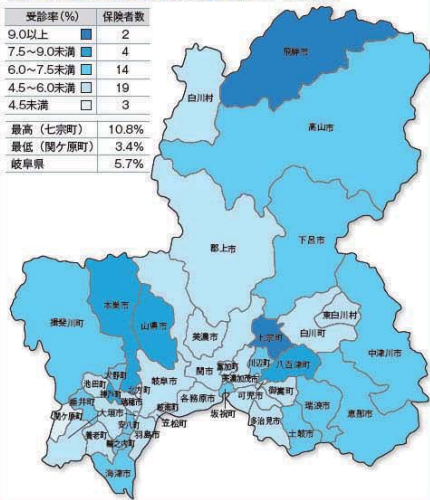 受診率(%) 保険者数
9.0以上 2
7.5～9.0未満 4
6.0～7.5未満 14
4.5～6.0未満 19
4.5未満 3
最高(七宗町) 10.8%
最低(関ケ原町) 3.4%
岐阜県 5.7%
飛騨市
白川村
高山市
郡上市
下呂市
本巣市
揖斐川町
山県市
東白川村
白川町
七宗町
中津川市
美濃市
川辺町
八百津町
富加町
関市
美濃加茂市
大野町
池田町
岐阜市
北方町
神戸町
瑞穂市
各務原市
可児市
御嵩町
瑞浪市
恵那市
垂井町
岐南町
坂祝町
関ケ原町
大垣市
安八町
笠松町
多治見市
土岐市
養老町
羽島市
輪之内町
海津市